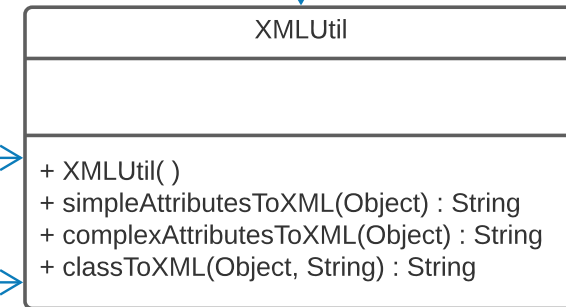 XMLUtil
+ XMLUtil( )
+ simpleAttributesToXML(Object) : String
+ complexAttributesToXML(Object) : String
+ classToXML(Object, String) : String